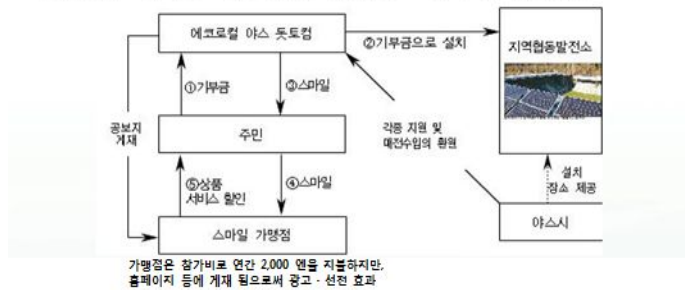 에코로컬 야스 돗토컴
②기부금으로 설치
지역협동발전소
①기부금
③스마일
공보지
게재
주민
각종 지원 및
매전수입의 환원
⑤상품
서비스 할인
④스마일
설치
장소 제공
스마일 가맹점
야스시
가맹점은 참가비로 연간 2,000 엔을 지불하지만,
홈페이지 등에 게재 됨으로써 광고 · 선전 효과